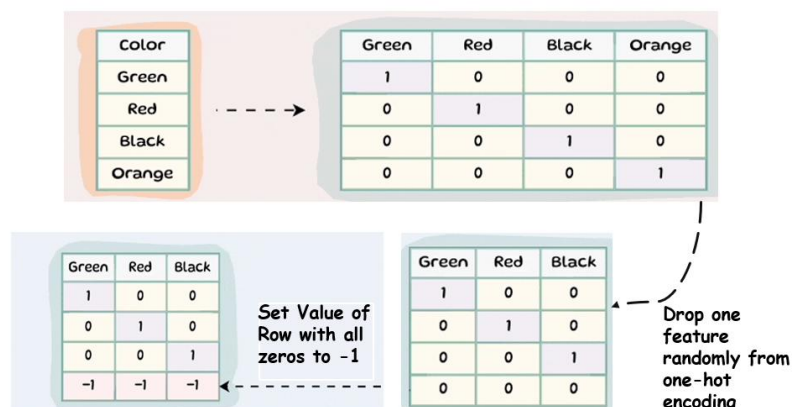 Color
Green
Red
Black
Orange
Green Red Black Orange
1 0 0 0
0 1 0 0
0 0 1 0
0 0 0 1
Green Red Black
1 0 0
0 1 0
0 0 1
-1 -1 -1
Set Value of
Row with all
zeros to -1
Green Red Black
1 0 0
0 1 0
0 0 1
0 0 0
Drop one
feature
randomly from
one-hot
encoding